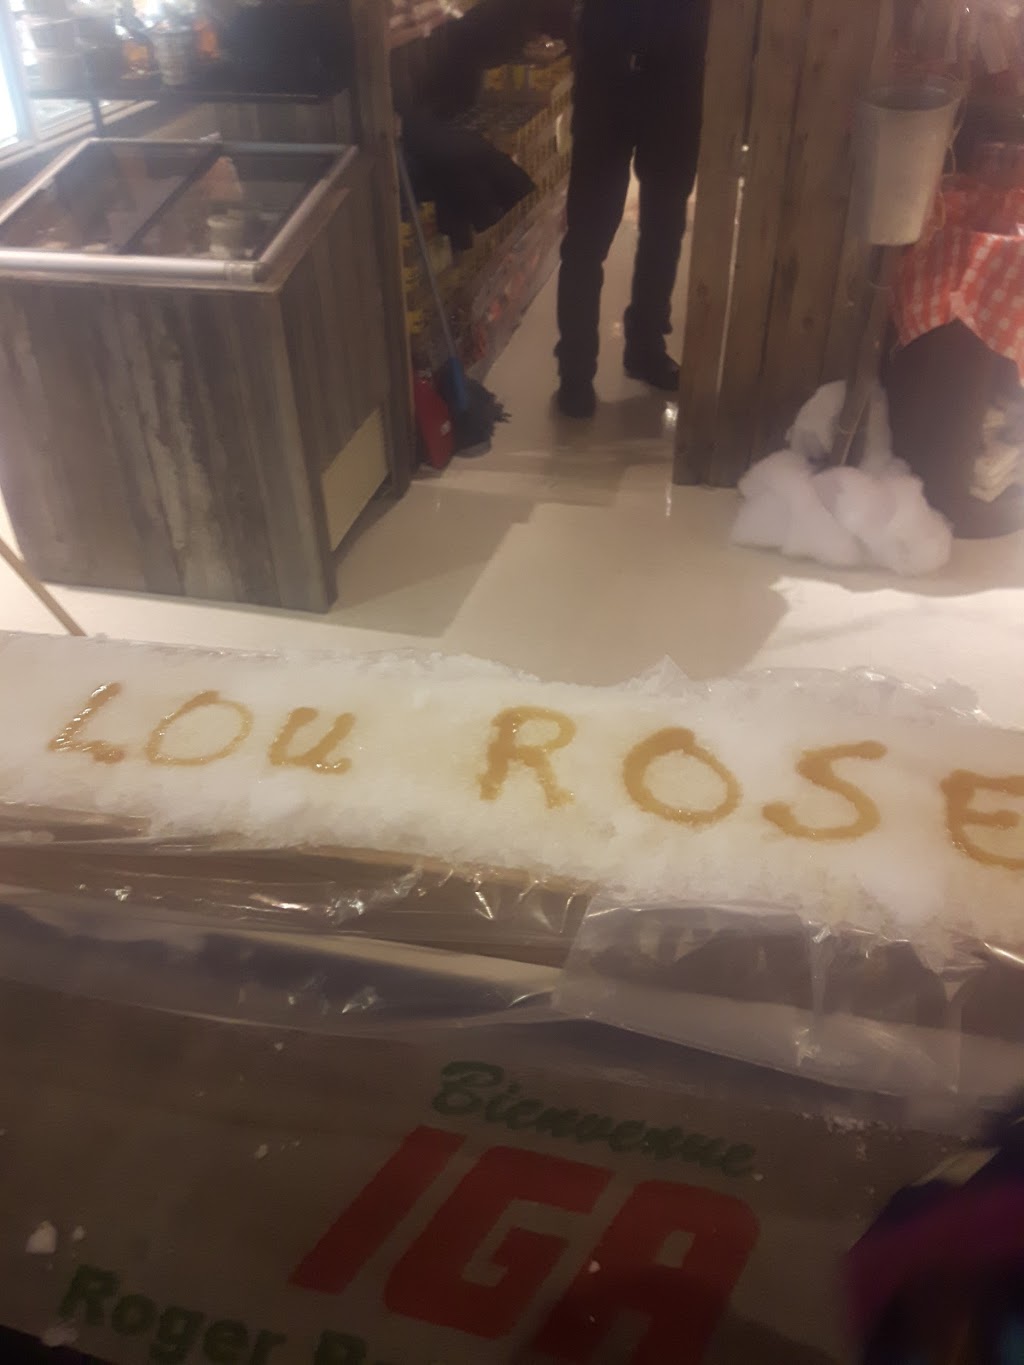 LOU ROSE
Bienvenue
IGA
Roger